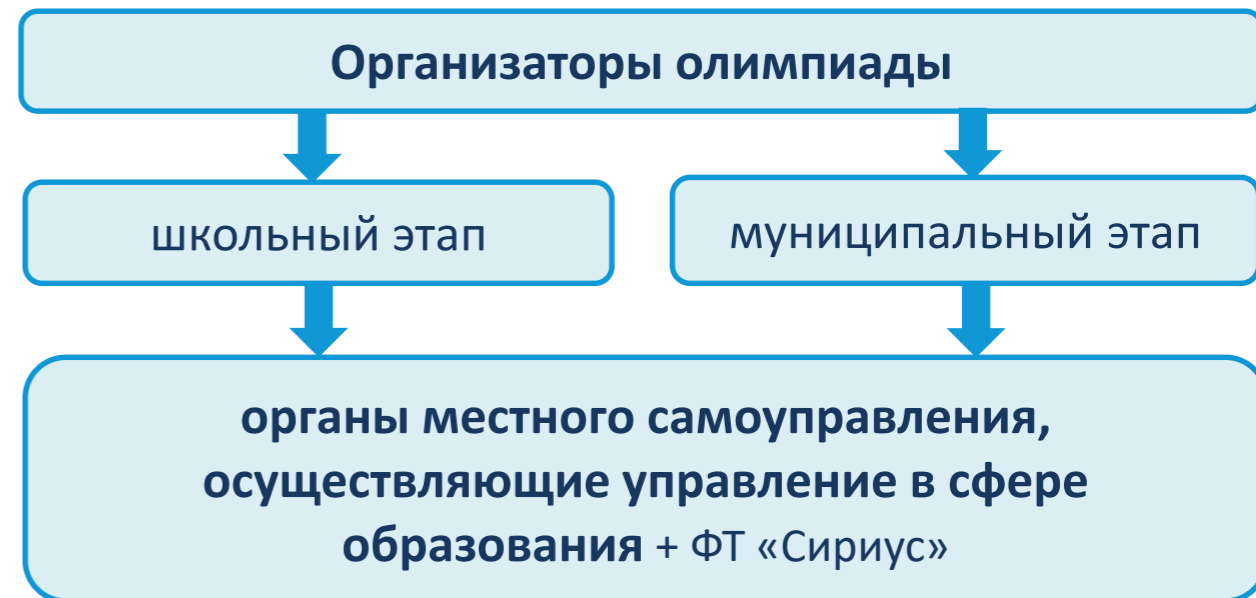 Организаторы олимпиады
школьный этап
муниципальный этап
органы местного самоуправления,
осуществляющие управление в сфере
образования + ФТ «Сириус»